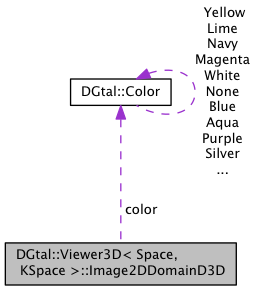 Yellow
Lime
Navy
Magenta
White
None
Blue
Aqua
Purple
Silver
...
DGtal::Color
color
DGtal::Viewer3D< Space,
KSpace >::Image2DDomainD3D